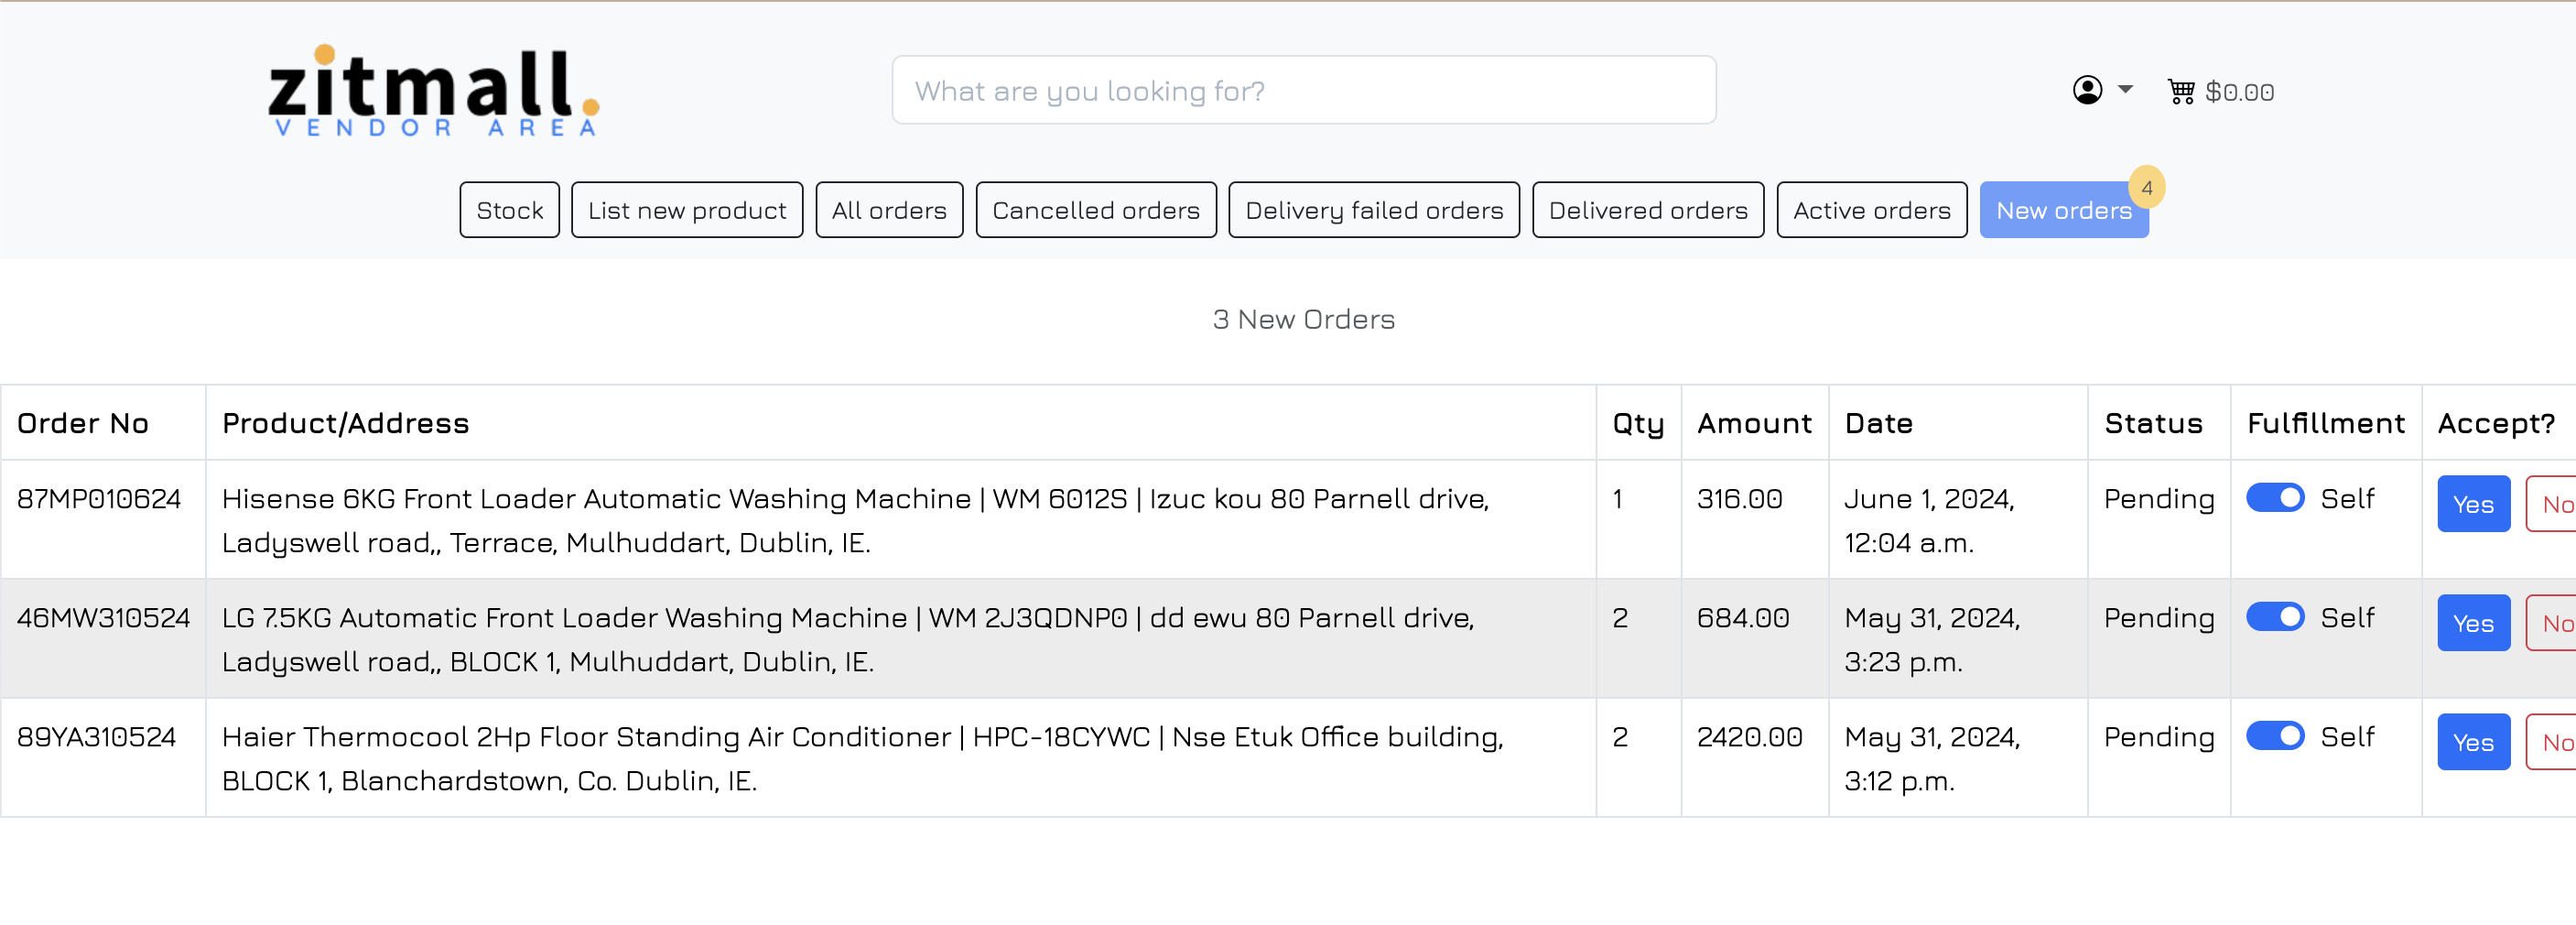 zitmall.
VENDOR AREA
What are you looking for?
$0.00
Stock
List new product
All orders
Cancelled orders
Delivery failed orders
Delivered orders
Active orders
New orders
4
3 New Orders
Order No Product/Address Qty Amount Date Status Fulfillment Accept?
87MP010624 Hisense 6KG Front Loader Automatic Washing Machine | WM 6012S | Izuc kou 80 Parnell drive, 1 316.00 June 1, 2024, Pending Self Yes No
Ladyswell road,, Terrace, Mulhuddart, Dublin, IE. 12:04 a.m.
46MW310524 LG 7.5KG Automatic Front Loader Washing Machine | WM 2J3QDNP0 | dd ewu 80 Parnell drive, 2 684.00 May 31, 2024, Pending Self Yes No
Ladyswell road,, BLOCK 1, Mulhuddart, Dublin, IE. 3:23 p.m.
89YA310524 Haier Thermocool 2Hp Floor Standing Air Conditioner | HPC-18CYWC | Nse Etuk Office building, 2 2420.00 May 31, 2024, Pending Self Yes No
BLOCK 1, Blanchardstown, Co. Dublin, IE. 3:12 p.m.